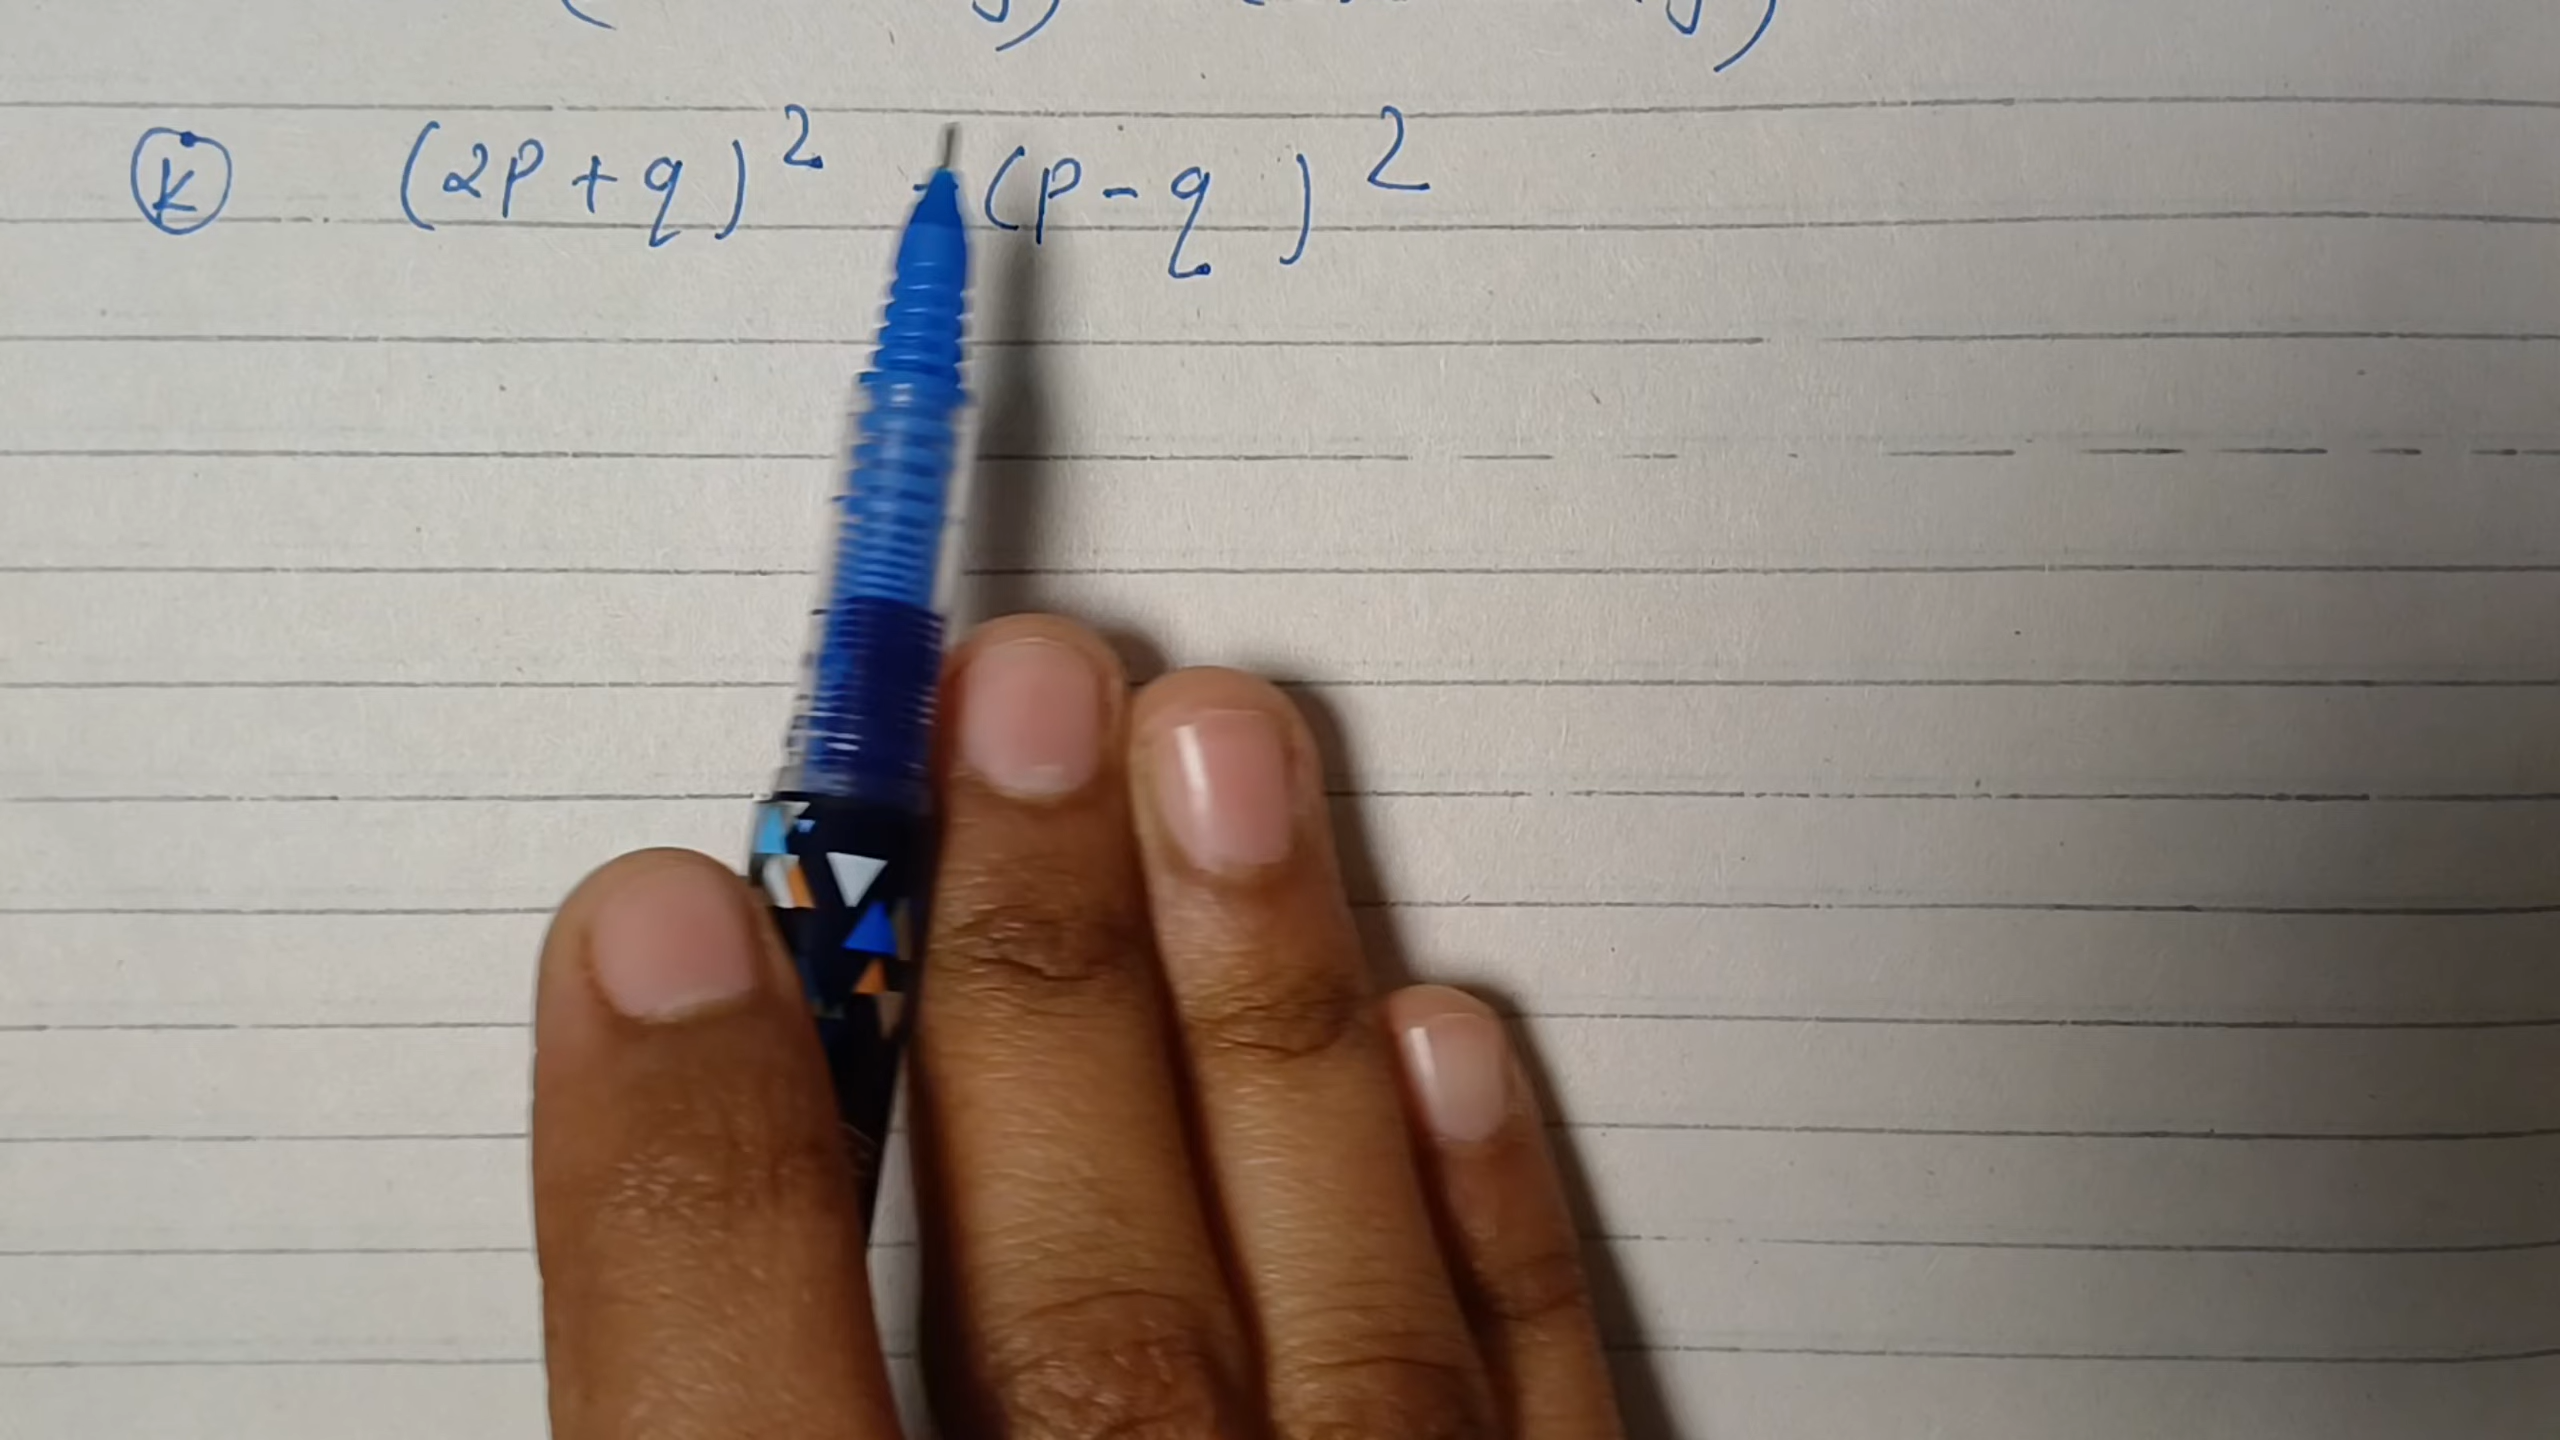 (k) (2p+q)² - (p-q)²